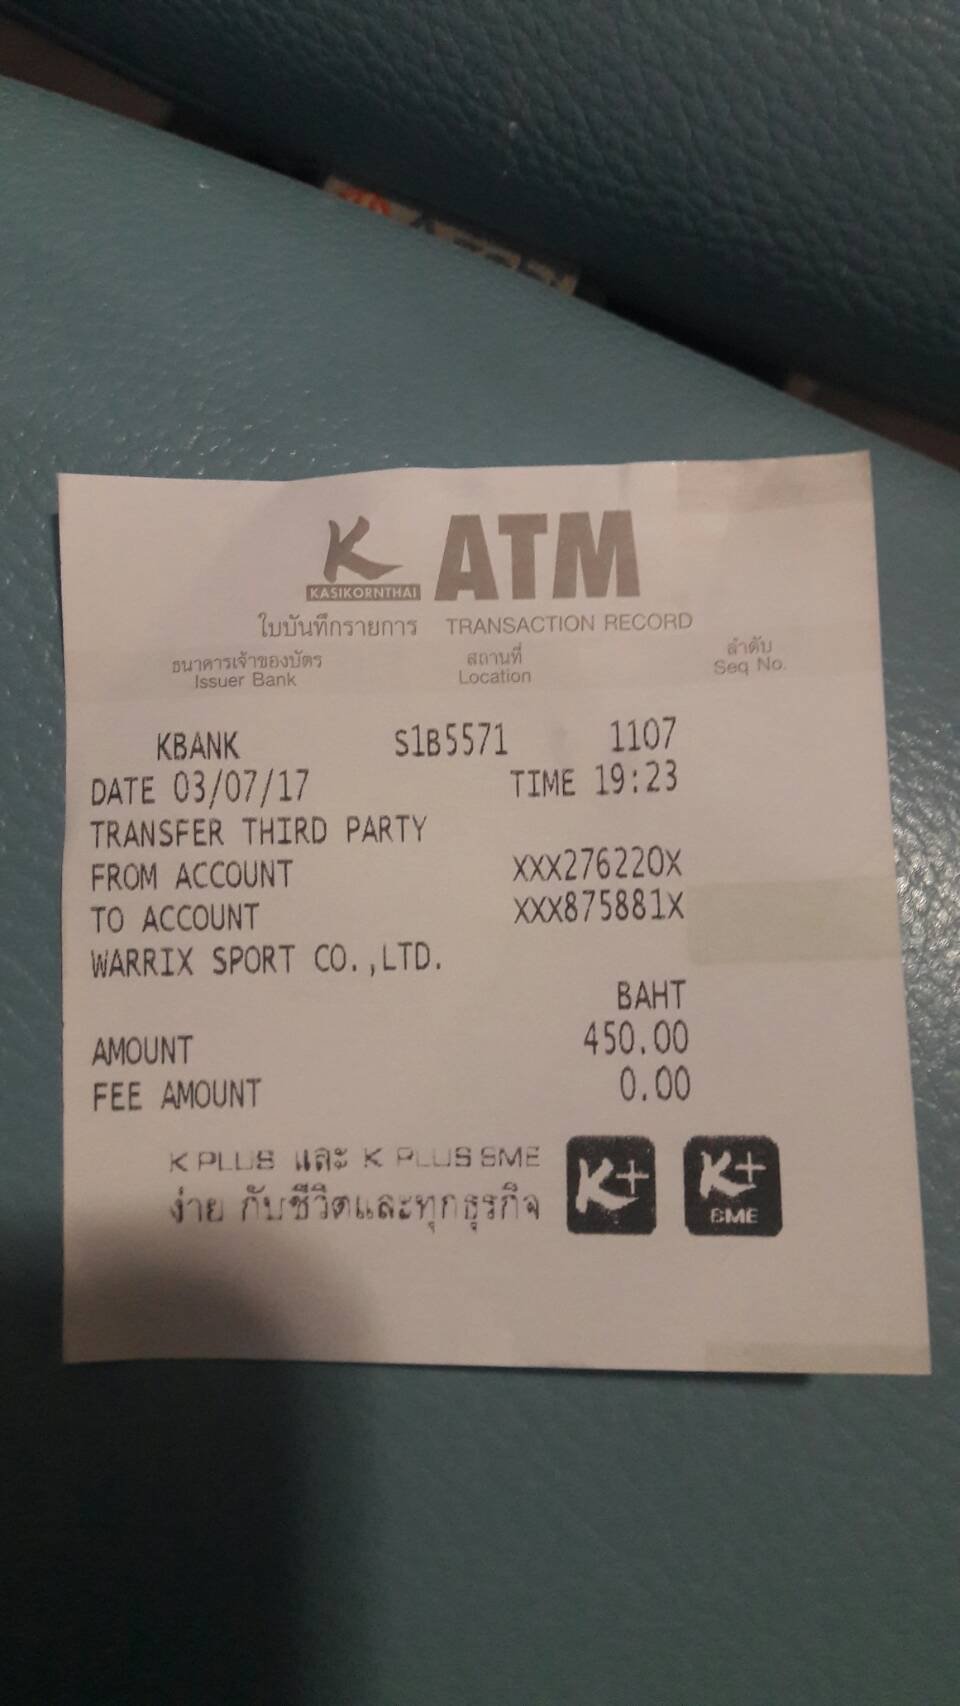 K ATM
KASIKORNTHAI
ใบบันทึกรายการ TRANSACTION RECORD
ธนาคารเจ้าของบัตร สถานที่ ลำดับ
Issuer Bank Location Seq No.
KBANK S1B5571 1107
DATE 03/07/17 TIME 19:23
TRANSFER THIRD PARTY
FROM ACCOUNT XXX276220X
TO ACCOUNT XXX875881X
WARRIX SPORT CO.,LTD.
BAHT
AMOUNT 450.00
FEE AMOUNT 0.00
K PLUS และ K PLUS SME
ง่าย กับชีวิตและทุกธุรกิจ
K+
K+ SME